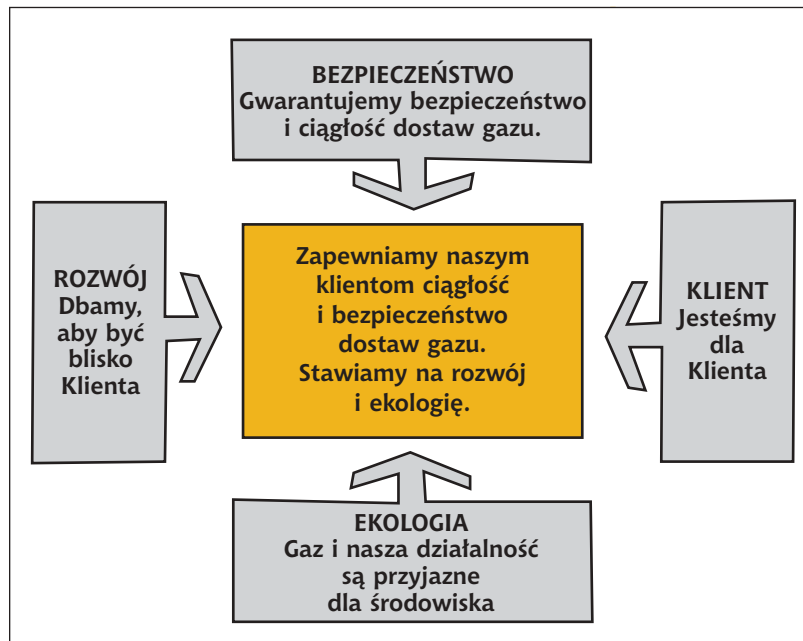 BEZPIECZEŃSTWO
Gwarantujemy bezpieczeństwo
i ciągłość dostaw gazu.
ROZWÓJ
Dbamy,
aby być
blisko
Klienta
Zapewniamy naszym
klientom ciągłość
i bezpieczeństwo
dostaw gazu.
Stawiamy na rozwój
i ekologię.
KLIENT
Jesteśmy
dla
Klienta
EKOLOGIA
Gaz i nasza działalność
są przyjazne
dla środowiska